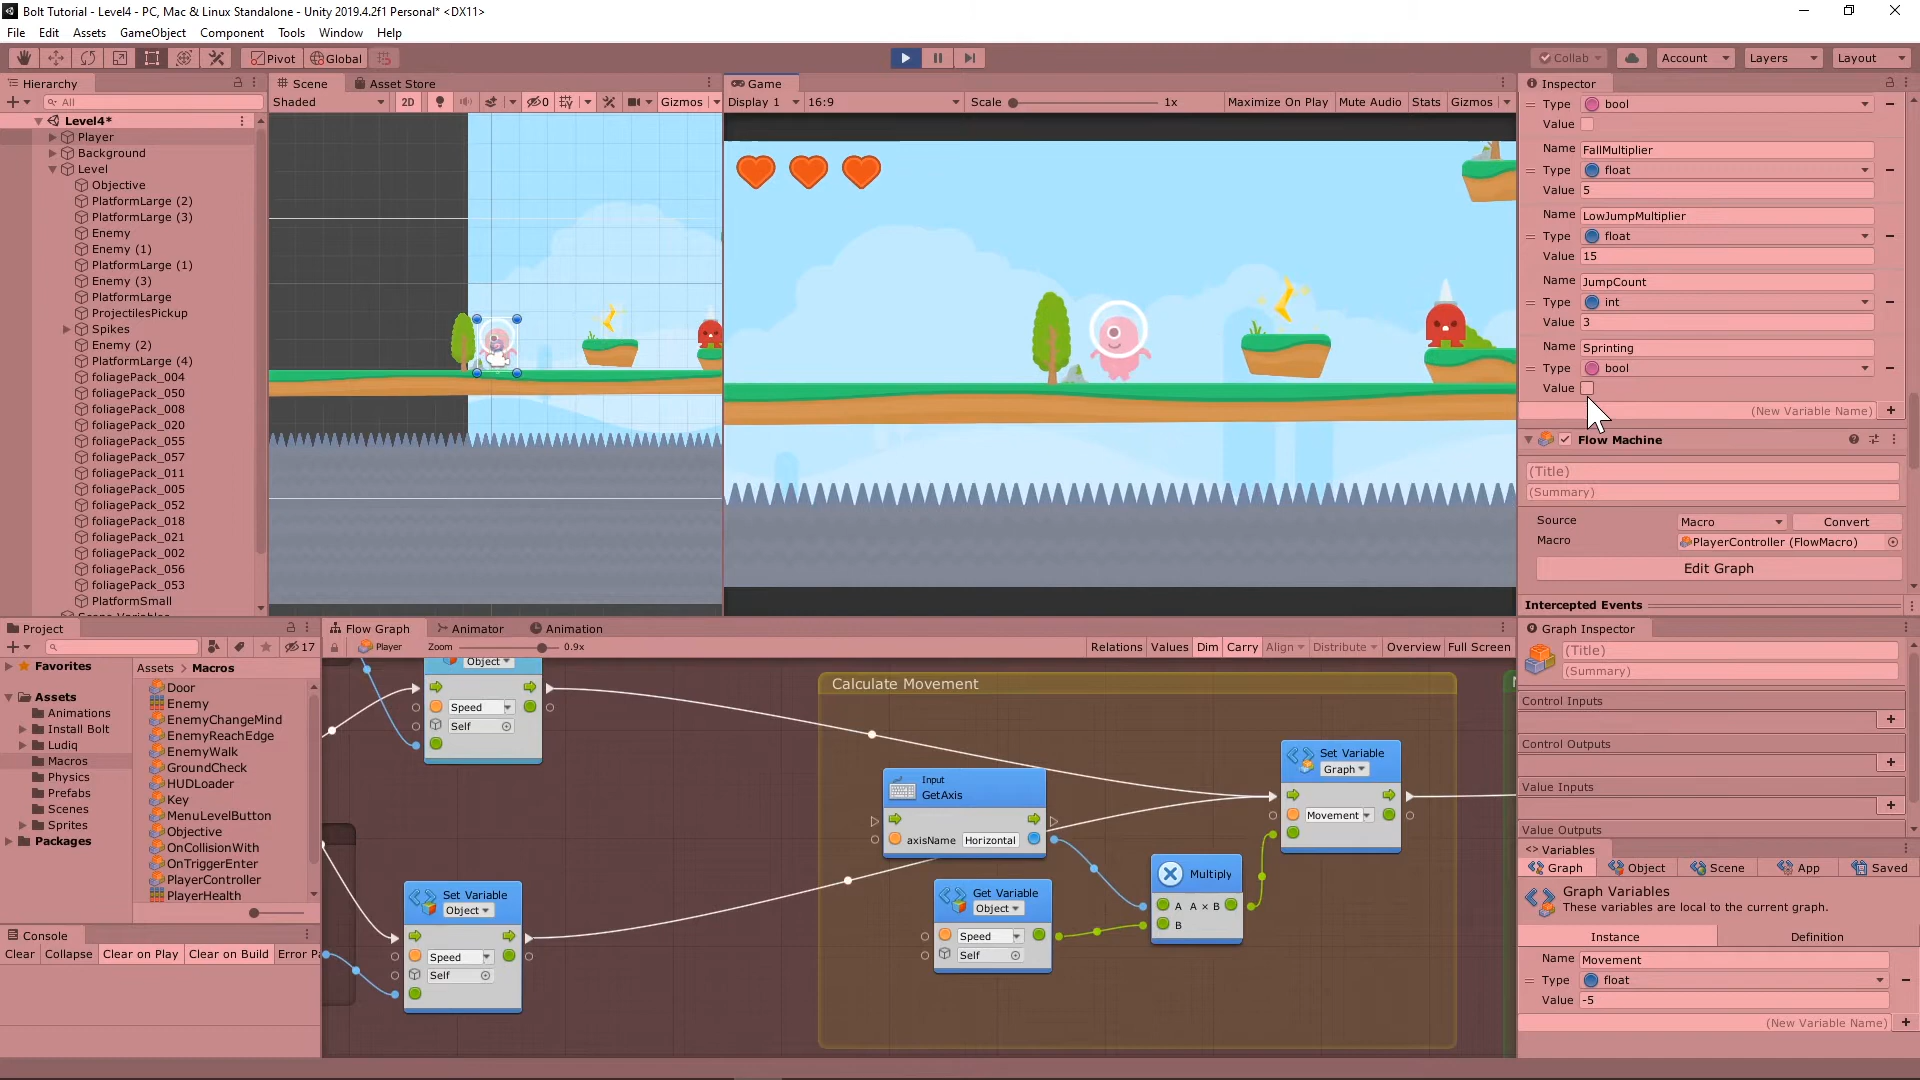 Bolt Tutorial - Level4 - PC, Mac & Linux Standalone - Unity 2019.4.2f1 Personal* <DX11>
File Edit Assets GameObject Component Tools Window Help
Pivot Global Collab Account Layers Layout
Hierarchy
All
Level4*
Player
Background
Level
Objective
PlatformLarge (2)
PlatformLarge (3)
Enemy
Enemy (1)
PlatformLarge (1)
Enemy (3)
PlatformLarge
ProjectilesPickup
Spikes
Enemy (2)
PlatformLarge (4)
foliagePack_004
foliagePack_050
foliagePack_008
foliagePack_020
foliagePack_055
foliagePack_057
foliagePack_011
foliagePack_005
foliagePack_052
foliagePack_018
foliagePack_021
foliagePack_002
foliagePack_056
foliagePack_053
PlatformSmall
Scene Asset Store
Shaded 2D 0 Gizmos
Game
Display 1 16:9 Scale 1x Maximize On Play Mute Audio Stats Gizmos
Inspector
Type bool
Value
Name FallMultiplier
Type float
Value 5
Name LowJumpMultiplier
Type float
Value 15
Name JumpCount
Type int
Value 3
Name Sprinting
Type bool
Value
(New Variable Name)
Flow Machine
(Title)
(Summary)
Source Macro Convert
Macro PlayerController (FlowMacro)
Edit Graph
Intercepted Events
Project
17
Favorites
Assets
Animations
Install Bolt
Ludiq
Macros
Physics
Prefabs
Scenes
Sprites
Packages
Assets > Macros
Door
Enemy
EnemyChangeMind
EnemyReachEdge
EnemyWalk
GroundCheck
HUDLoader
Key
MenuLevelButton
Objective
OnCollisionWith
OnTriggerEnter
PlayerController
PlayerHealth
Console
Clear Collapse Clear on Play Clear on Build Error
Flow Graph Animator Animation
Player Zoom 0.9x Relations Values Dim Carry Align Distribute Overview Full Screen
Object
Speed
Self
Set Variable
Object
Speed
Self
Calculate Movement
Input
GetAxis
axisName Horizontal
Get Variable
Object
Speed
Self
Multiply
A A × B
B
Set Variable
Graph
Movement
Graph Inspector
(Title)
(Summary)
Control Inputs
Control Outputs
Value Inputs
Value Outputs
Variables
Graph Object Scene App Saved
Graph Variables
These variables are local to the current graph.
Instance Definition
Name Movement
Type float
Value -5
(New Variable Name)